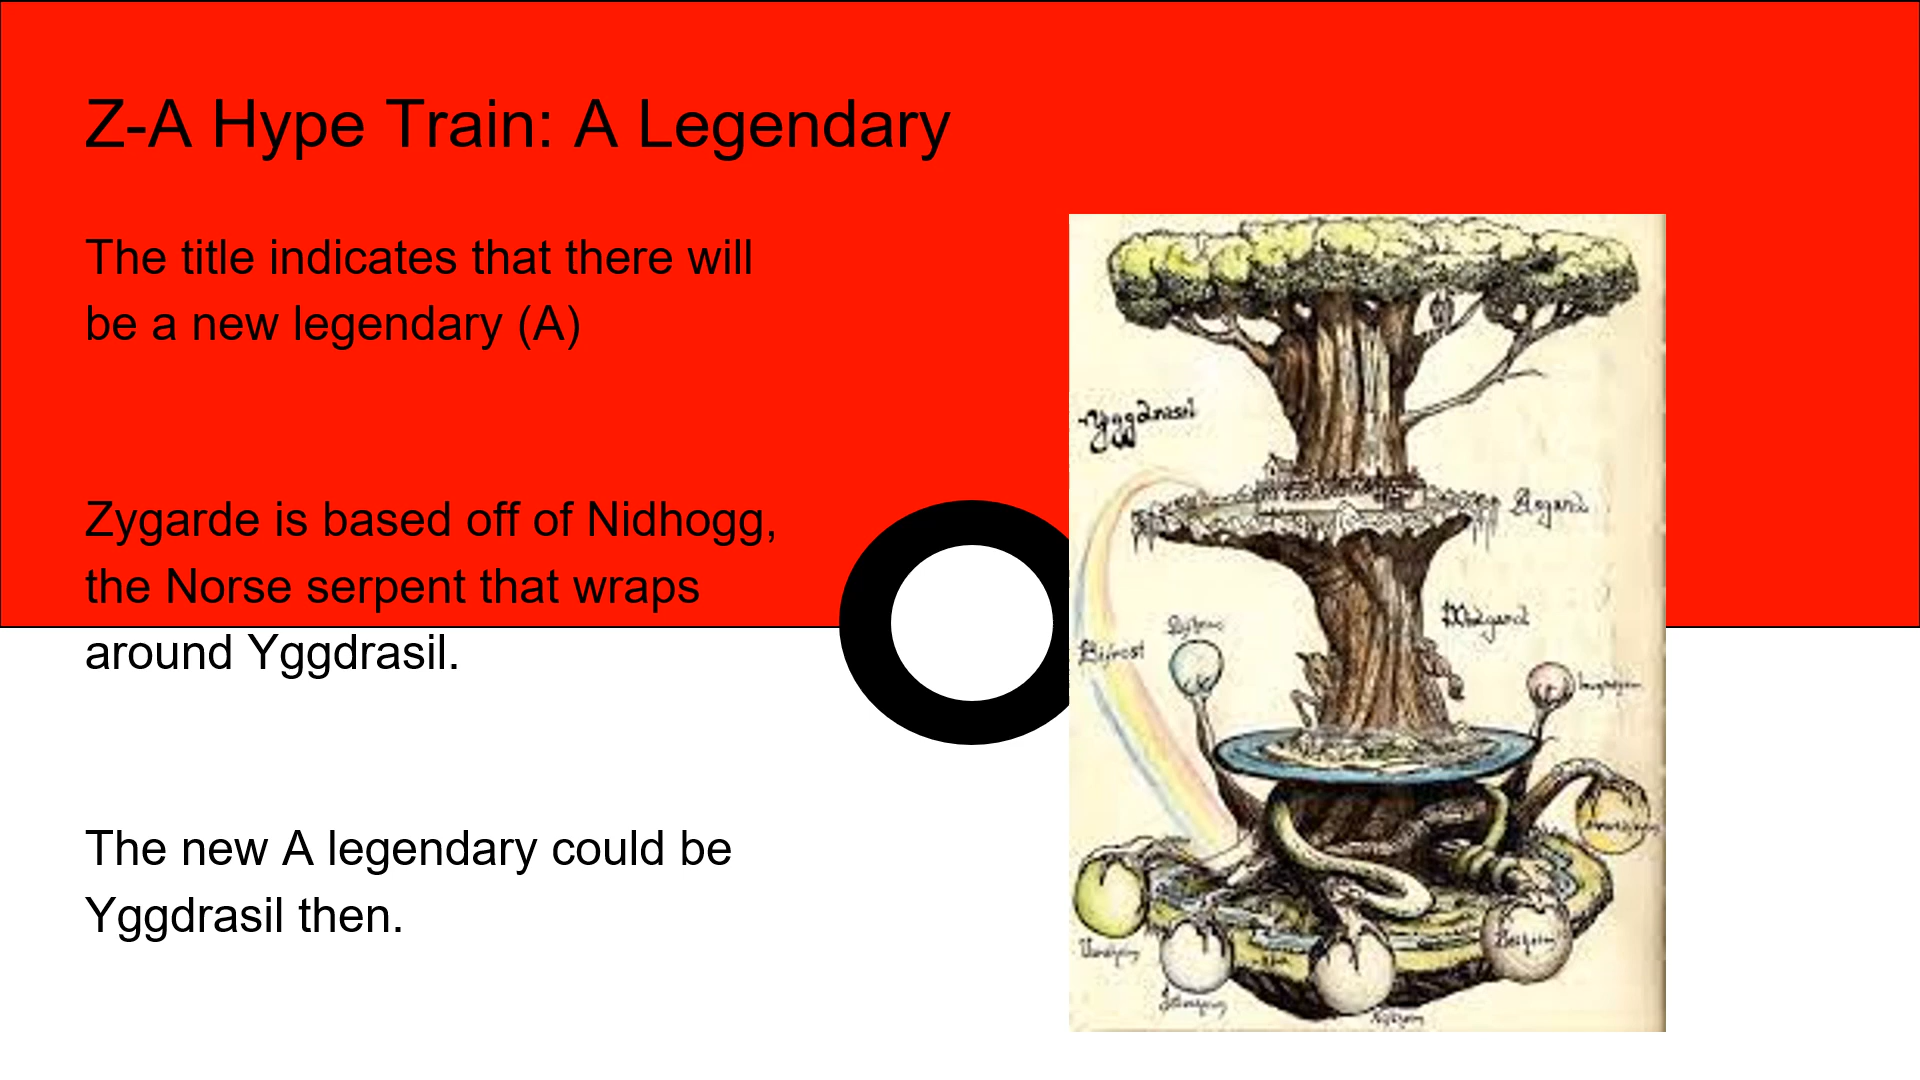 Z-A Hype Train: A Legendary
The title indicates that there will
be a new legendary (A)
Zygarde is based off of Nidhogg,
the Norse serpent that wraps
around Yggdrasil.
The new A legendary could be
Yggdrasil then.
Yggdrasil
Asgard
Midgard
Bifrost